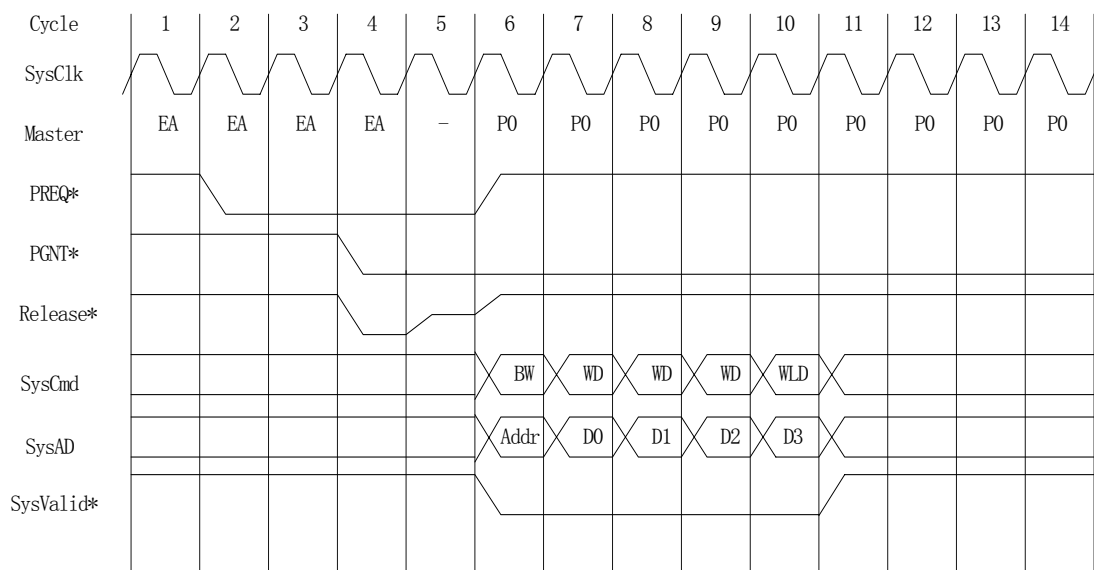 Cycle 1 2 3 4 5 6 7 8 9 10 11 12 13 14
SysClk
Master EA EA EA EA - P0 P0 P0 P0 P0 P0 P0 P0 P0
PREQ*
PGNT*
Release*
SysCmd BW WD WD WD WLD
SysAD Addr D0 D1 D2 D3
SysValid*